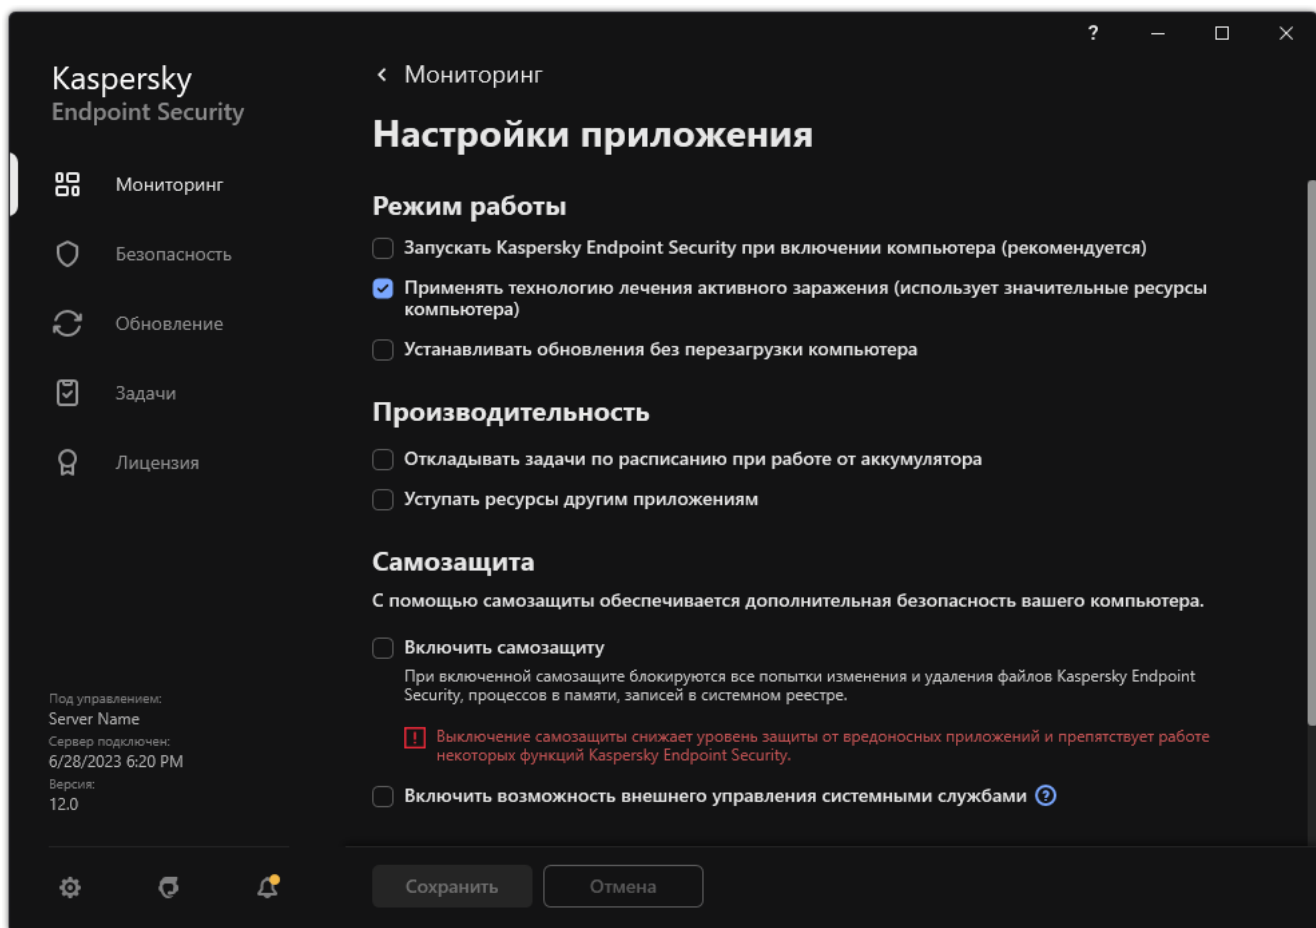 ?
Kaspersky
Endpoint Security
Мониторинг
Безопасность
Обновление
Задачи
Лицензия
Под управлением:
Server Name
Сервер подключен:
6/28/2023 6:20 PM
Версия:
12.0
Мониторинг
Настройки приложения
Режим работы
Запускать Kaspersky Endpoint Security при включении компьютера (рекомендуется)
Применять технологию лечения активного заражения (использует значительные ресурсы
компьютера)
Устанавливать обновления без перезагрузки компьютера
Производительность
Откладывать задачи по расписанию при работе от аккумулятора
Уступать ресурсы другим приложениям
Самозащита
С помощью самозащиты обеспечивается дополнительная безопасность вашего компьютера.
Включить самозащиту
При включенной самозащите блокируются все попытки изменения и удаления файлов Kaspersky Endpoint
Security, процессов в памяти, записей в системном реестре.
Выключение самозащиты снижает уровень защиты от вредоносных приложений и препятствует работе
некоторых функций Kaspersky Endpoint Security.
Включить возможность внешнего управления системными службами ?
Сохранить
Отмена